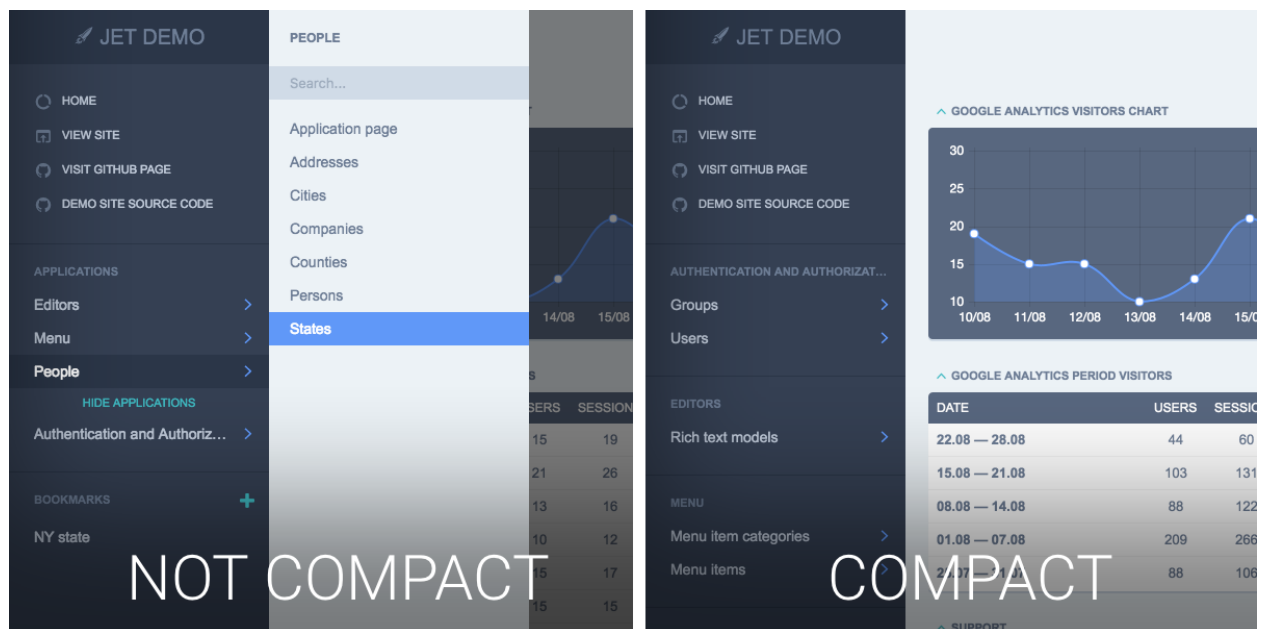 JET DEMO
HOME
VIEW SITE
VISIT GITHUB PAGE
DEMO SITE SOURCE CODE
APPLICATIONS
Editors
Menu
People
HIDE APPLICATIONS
Authentication and Authoriz...
BOOKMARKS
NY state
PEOPLE
Search...
Application page
Addresses
Cities
Companies
Counties
Persons
States
14/08 15/08
S
SERS SESSION
15 19
21 26
13 16
10 12
15 17
15 15
NOT COMPACT
JET DEMO
HOME
VIEW SITE
VISIT GITHUB PAGE
DEMO SITE SOURCE CODE
AUTHENTICATION AND AUTHORIZAT...
Groups
Users
EDITORS
Rich text models
MENU
Menu item categories
Menu items
GOOGLE ANALYTICS VISITORS CHART
30
25
20
15
10
10/08 11/08 12/08 13/08 14/08 15/0
GOOGLE ANALYTICS PERIOD VISITORS
DATE USERS SESSIO
22.08 — 28.08 44 60
15.08 — 21.08 103 131
08.08 — 14.08 88 122
01.08 — 07.08 209 266
88 106
SUPPORT
COMPACT